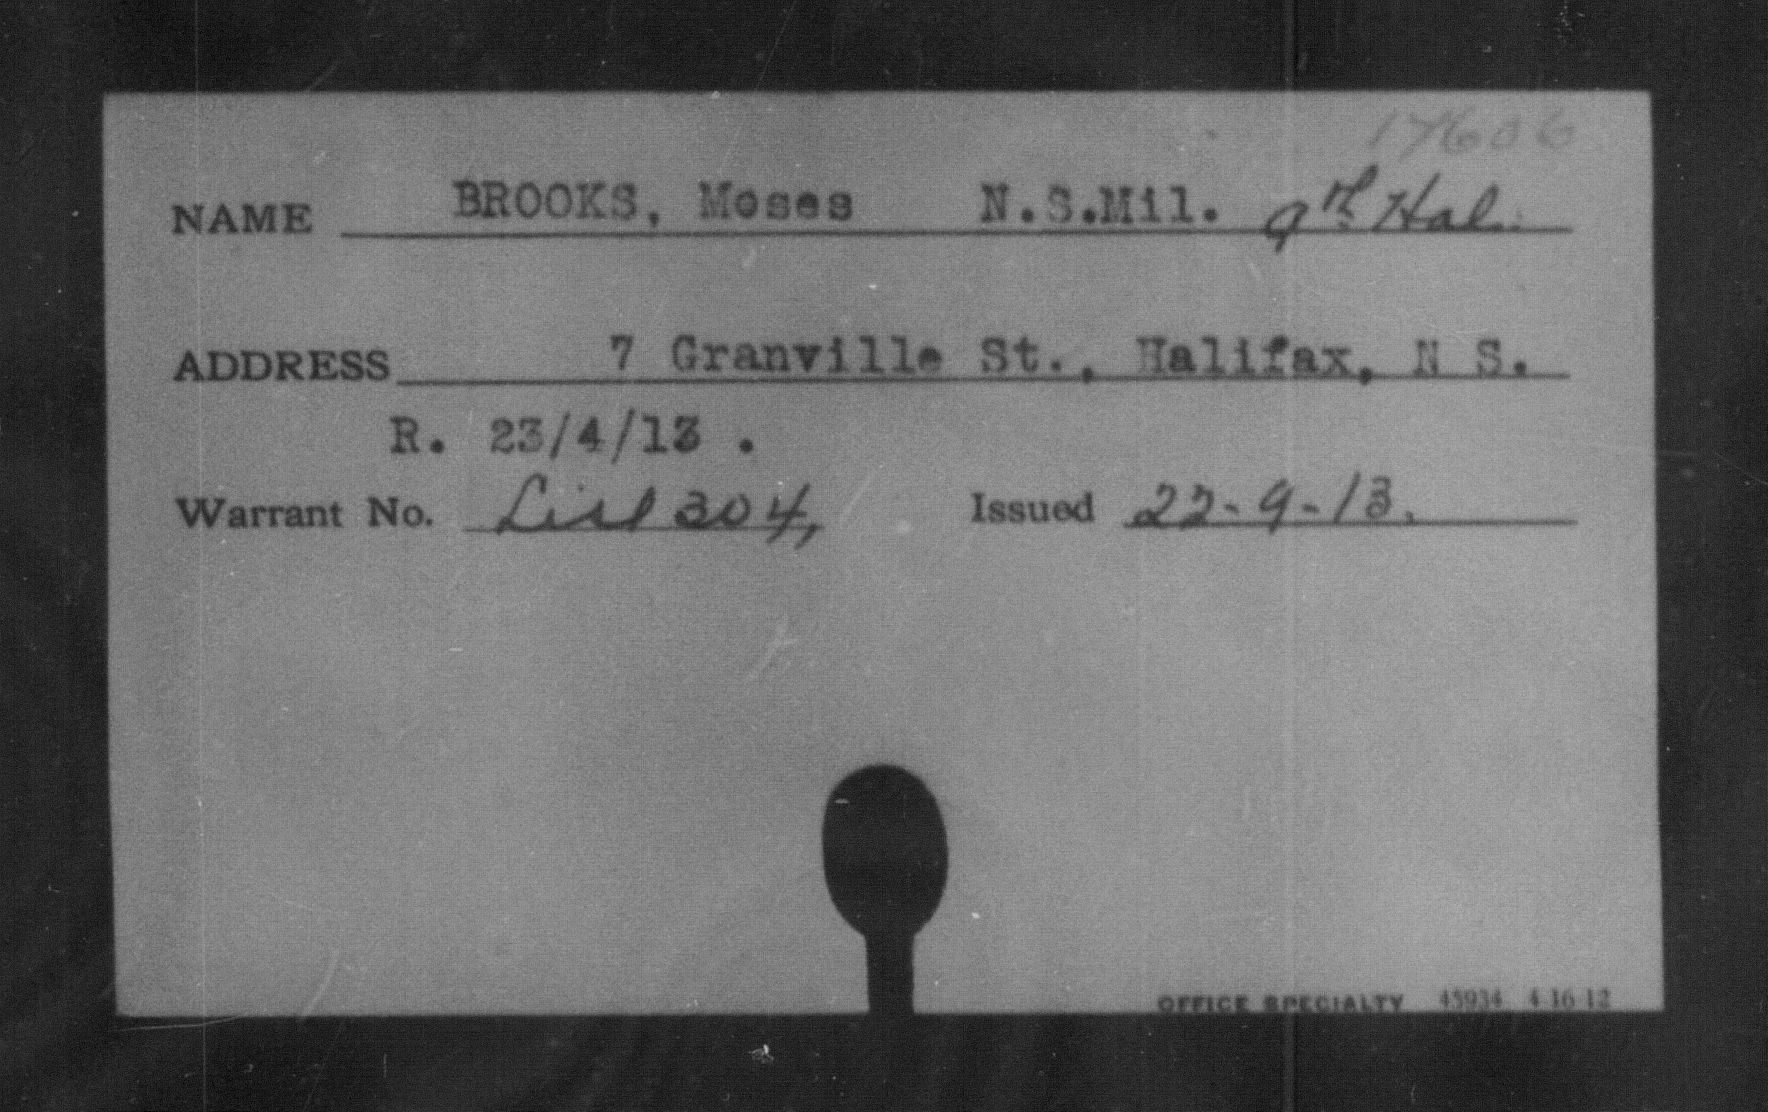 17606
NAME BROOKS, Moses N.S.Mil. 9th Hal.
ADDRESS 7 Granville St., Halifax, N S.
R. 23/4/13 .
Warrant No. List 304, Issued 22-9-13.
OFFICE SPECIALTY 45934 4 16 12